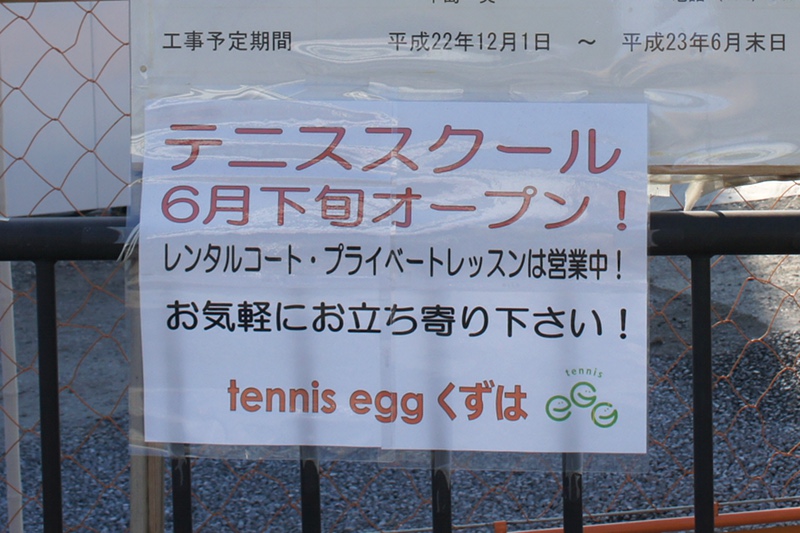 工事予定期間 平成22年12月1日 ～ 平成23年6月末日
テニススクール
6月下旬オープン！
レンタルコート・プライベートレッスンは営業中！
お気軽にお立ち寄り下さい！
tennis egg くずは
tennis
egg